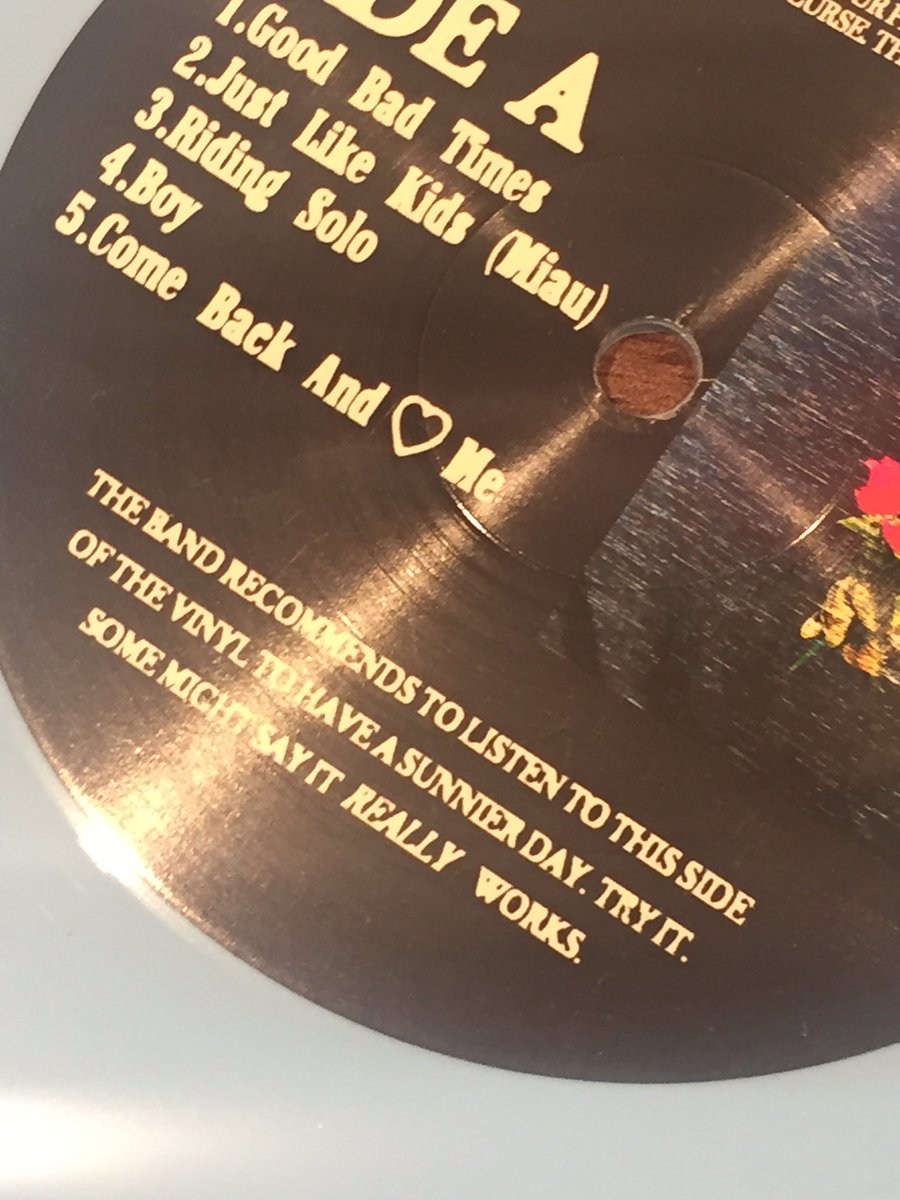 DE A
1.Good Bad Times
2.Just Like Kids (Miau)
3.Riding Solo
4.Boy
5.Come Back And ♡ Me
THE BAND RECOMMENDS TO LISTEN TO THIS SIDE
OF THE VINYL TO HAVE A SUNNIER DAY. TRY IT.
SOME MIGHT SAY IT REALLY WORKS.